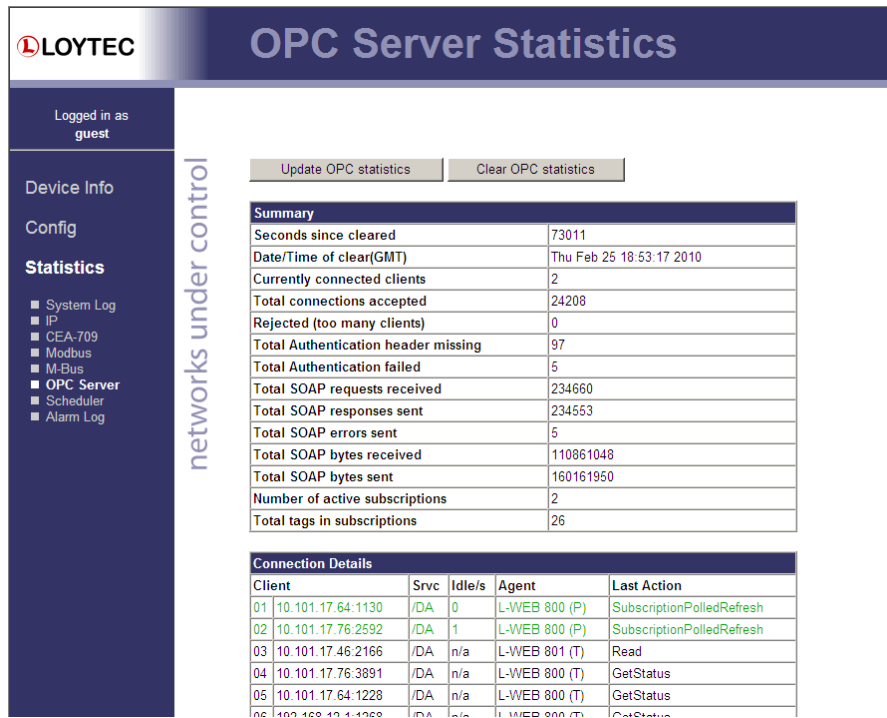 LOYTEC
OPC Server Statistics
Logged in as
guest
Device Info
Config
Statistics
System Log
IP
CEA-709
Modbus
M-Bus
OPC Server
Scheduler
Alarm Log
networks under control
Update OPC statistics Clear OPC statistics
Summary
Seconds since cleared 73011
Date/Time of clear(GMT) Thu Feb 25 18:53:17 2010
Currently connected clients 2
Total connections accepted 24208
Rejected (too many clients) 0
Total Authentication header missing 97
Total Authentication failed 5
Total SOAP requests received 234660
Total SOAP responses sent 234553
Total SOAP errors sent 5
Total SOAP bytes received 110861048
Total SOAP bytes sent 160161950
Number of active subscriptions 2
Total tags in subscriptions 26
Connection Details
Client Srvc Idle/s Agent Last Action
01 10.101.17.64:1130 /DA 0 L-WEB 800 (P) SubscriptionPolledRefresh
02 10.101.17.76:2592 /DA 1 L-WEB 800 (P) SubscriptionPolledRefresh
03 10.101.17.46:2166 /DA n/a L-WEB 801 (T) Read
04 10.101.17.76:3891 /DA n/a L-WEB 800 (T) GetStatus
05 10.101.17.64:1228 /DA n/a L-WEB 800 (T) GetStatus
06 /DA n/a L-WEB 800 (T) GetStatus